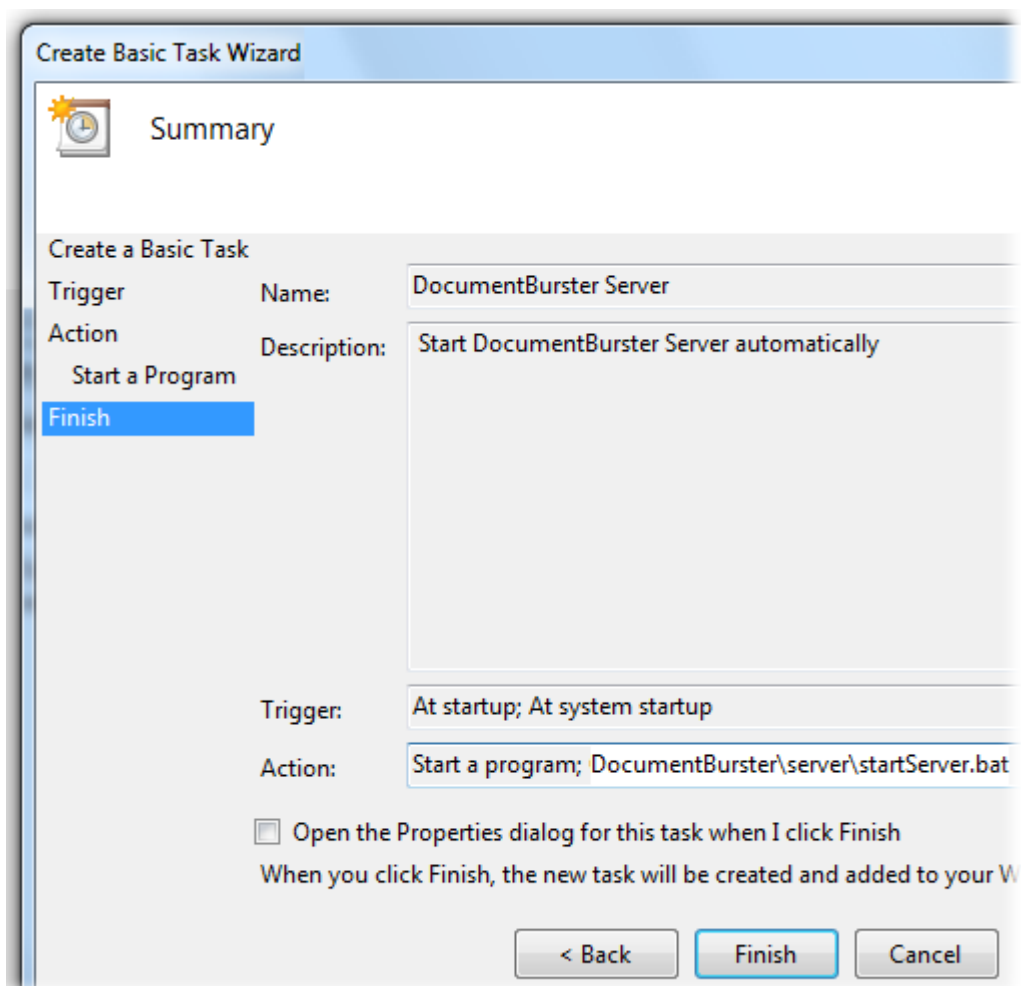 Create Basic Task Wizard
Summary
Create a Basic Task
Trigger
Action
Start a Program
Finish
Name: DocumentBurster Server
Description: Start DocumentBurster Server automatically
Trigger: At startup; At system startup
Action: Start a program; DocumentBurster\server\startServer.bat
Open the Properties dialog for this task when I click Finish
When you click Finish, the new task will be created and added to your
< Back Finish Cancel